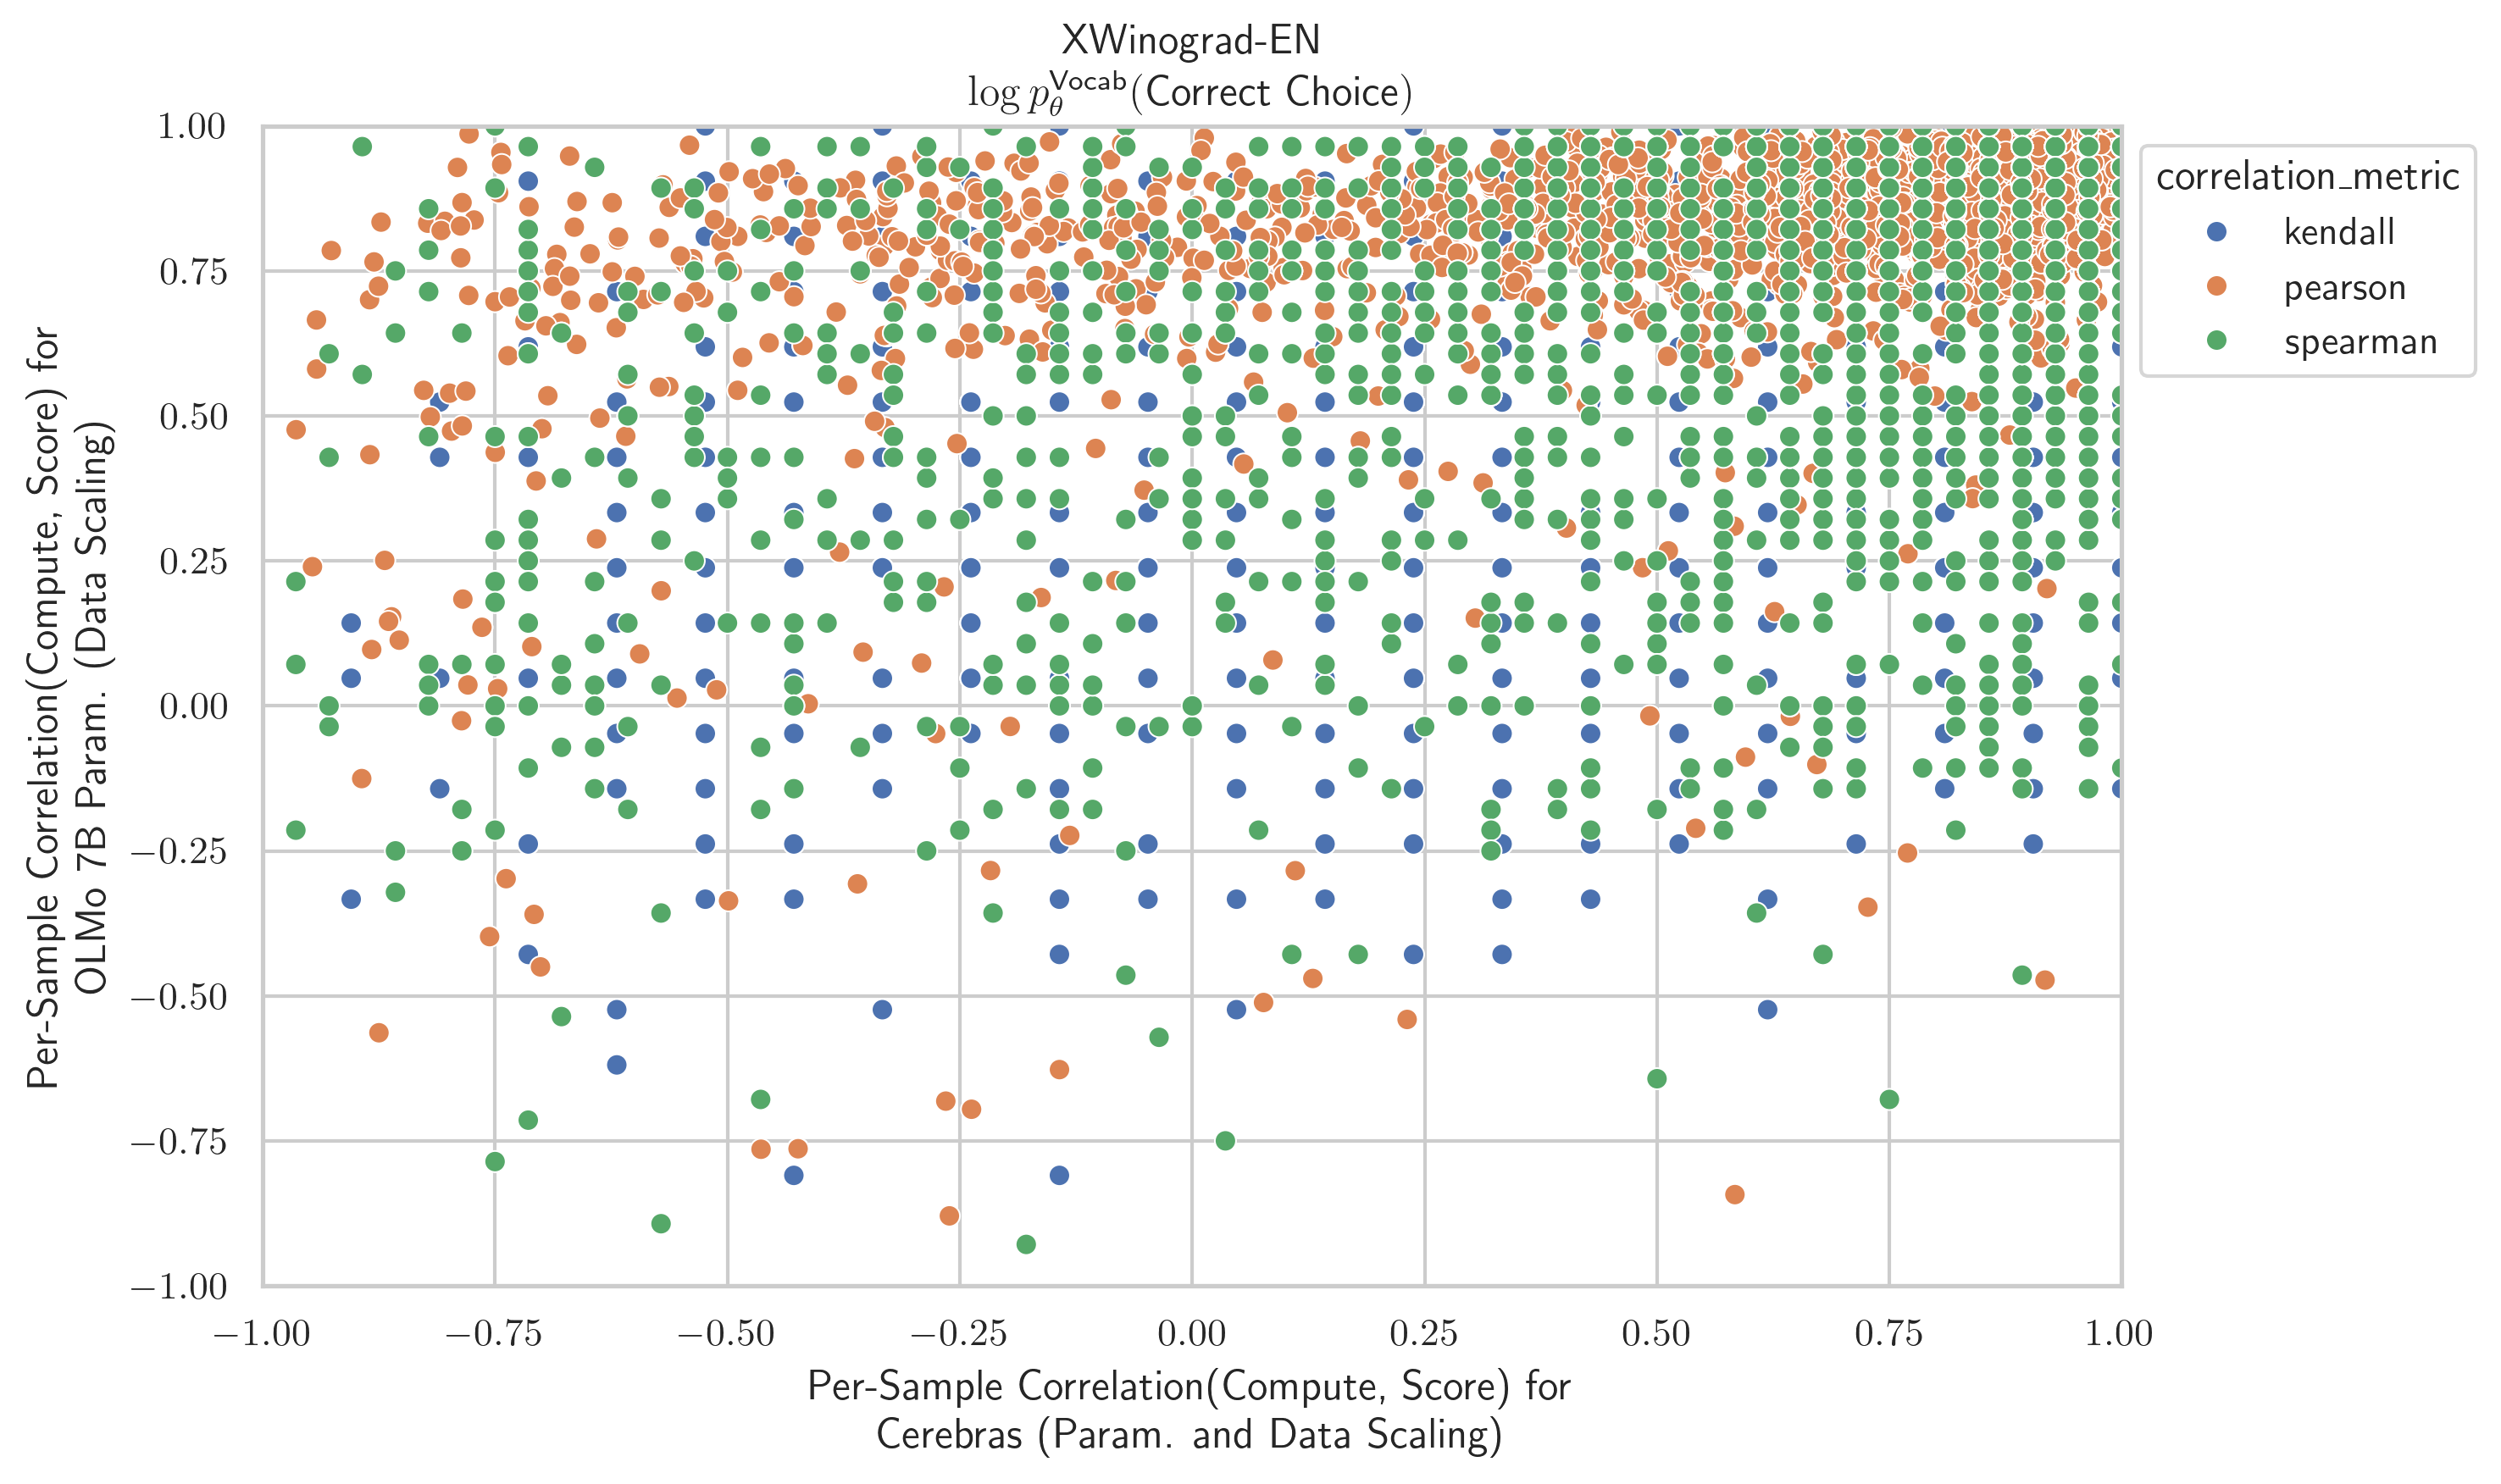 XWinograd-EN
log p_θ^Vocab(Correct Choice)
Per-Sample Correlation(Compute, Score) for
OLMo 7B Param. (Data Scaling)
1.00
0.75
0.50
0.25
0.00
−0.25
−0.50
−0.75
−1.00
−1.00
−0.75
−0.50
−0.25
0.00
0.25
0.50
0.75
1.00
Per-Sample Correlation(Compute, Score) for
Cerebras (Param. and Data Scaling)
correlation_metric
kendall
pearson
spearman